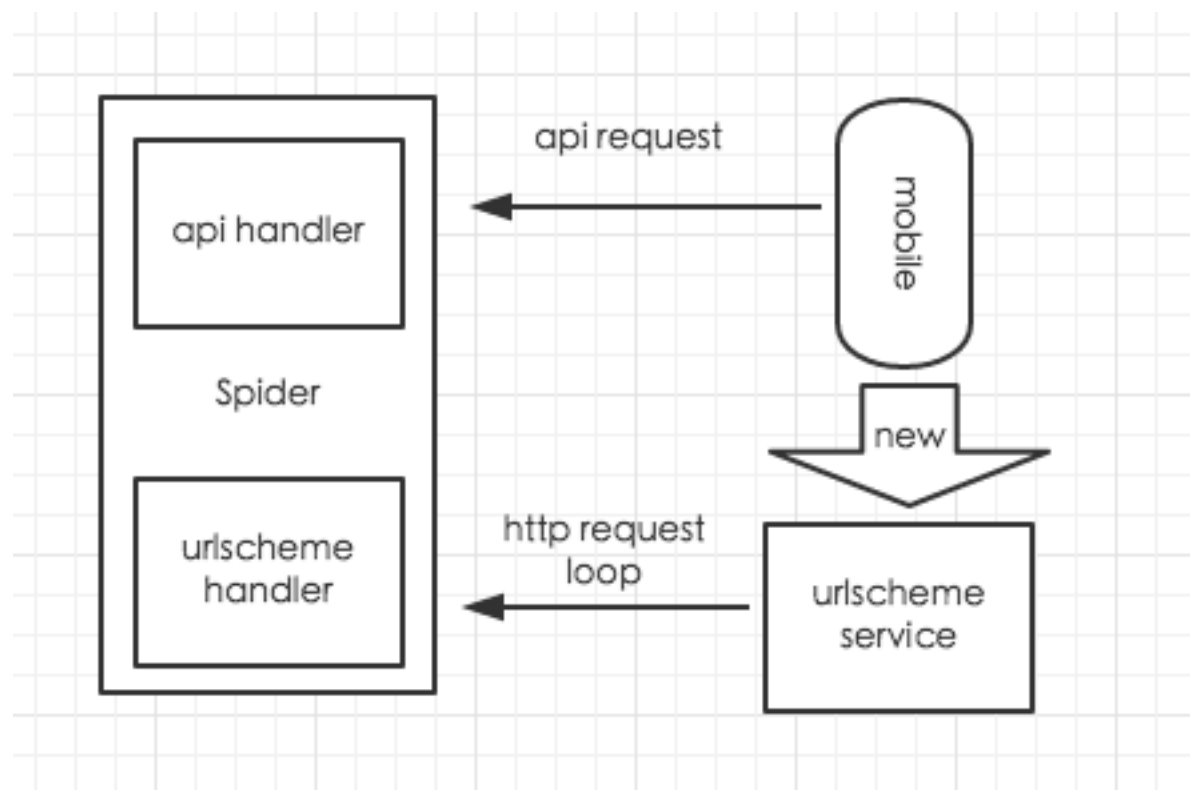 api request
mobile
api handler
Spider
new
http request
loop
urlscheme
handler
urlscheme
service